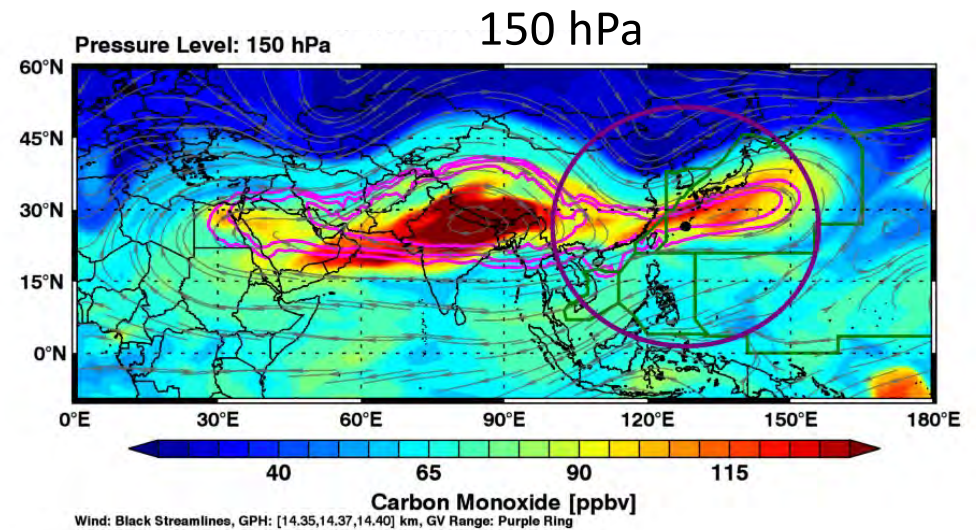 150 hPa
Pressure Level: 150 hPa
60°N
45°N
30°N
15°N
0°N
0°E 30°E 60°E 90°E 120°E 150°E 180°E
40 65 90 115
Carbon Monoxide [ppbv]
Wind: Black Streamlines, GPH: [14.35,14.37,14.40] km, GV Range: Purple Ring